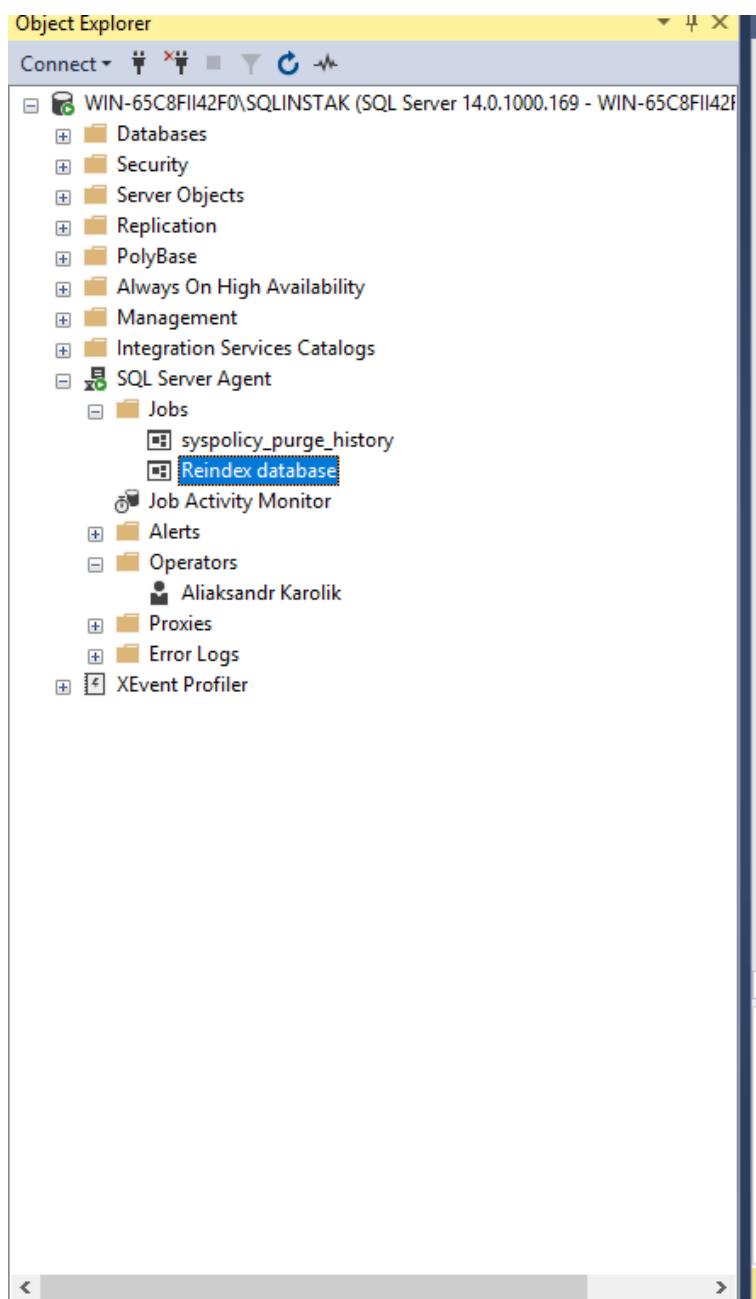 Object Explorer
Connect
WIN-65C8FII42F0\SQLINSTAK (SQL Server 14.0.1000.169 - WIN-65C8FII42F
Databases
Security
Server Objects
Replication
PolyBase
Always On High Availability
Management
Integration Services Catalogs
SQL Server Agent
Jobs
syspolicy_purge_history
Reindex database
Job Activity Monitor
Alerts
Operators
Aliaksandr Karolik
Proxies
Error Logs
XEvent Profiler